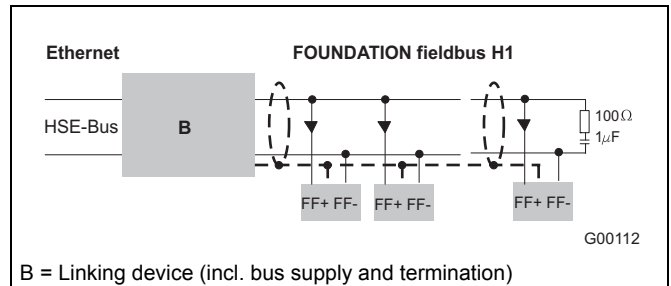 Ethernet FOUNDATION fieldbus H1
HSE-Bus B 100Ω
1µF
FF+ FF- FF+ FF- FF+ FF-
G00112
B = Linking device (incl. bus supply and termination)